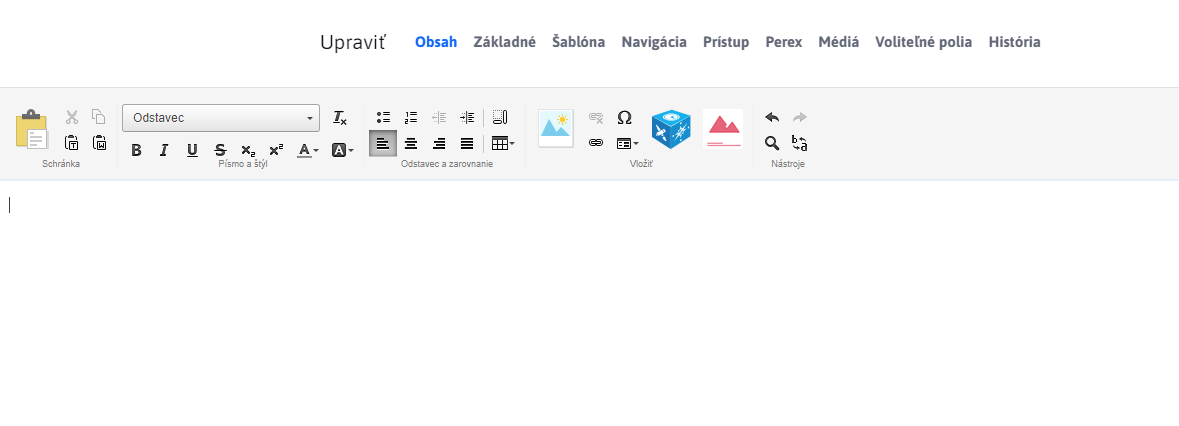 Upraviť Obsah Základné Šablóna Navigácia Prístup Perex Médiá Voliteľné polia História
Odstavec
Schránka Písmo a štýl Odstavec a zarovnanie Vložiť Nástroje